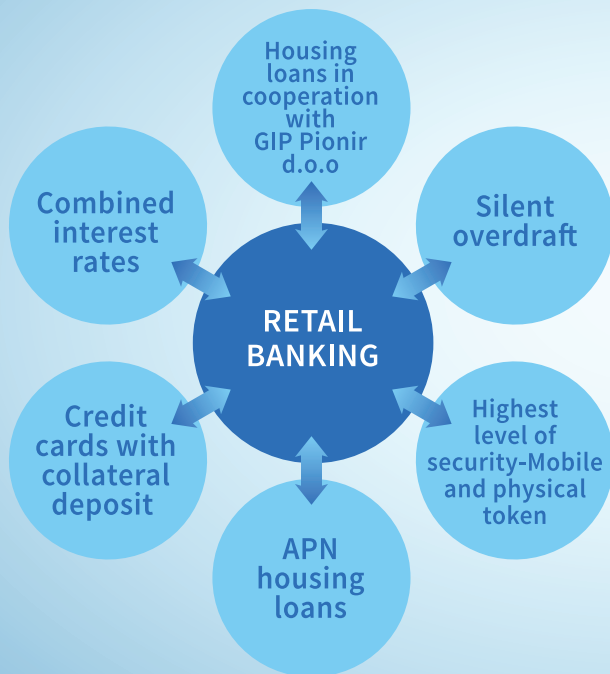 Housing
loans in
cooperation
with
GIP Pionir
d.o.o
Combined
interest
rates
Silent
overdraft
RETAIL
BANKING
Credit
cards with
collateral
deposit
Highest
level of
security-Mobile
and physical
token
APN
housing
loans